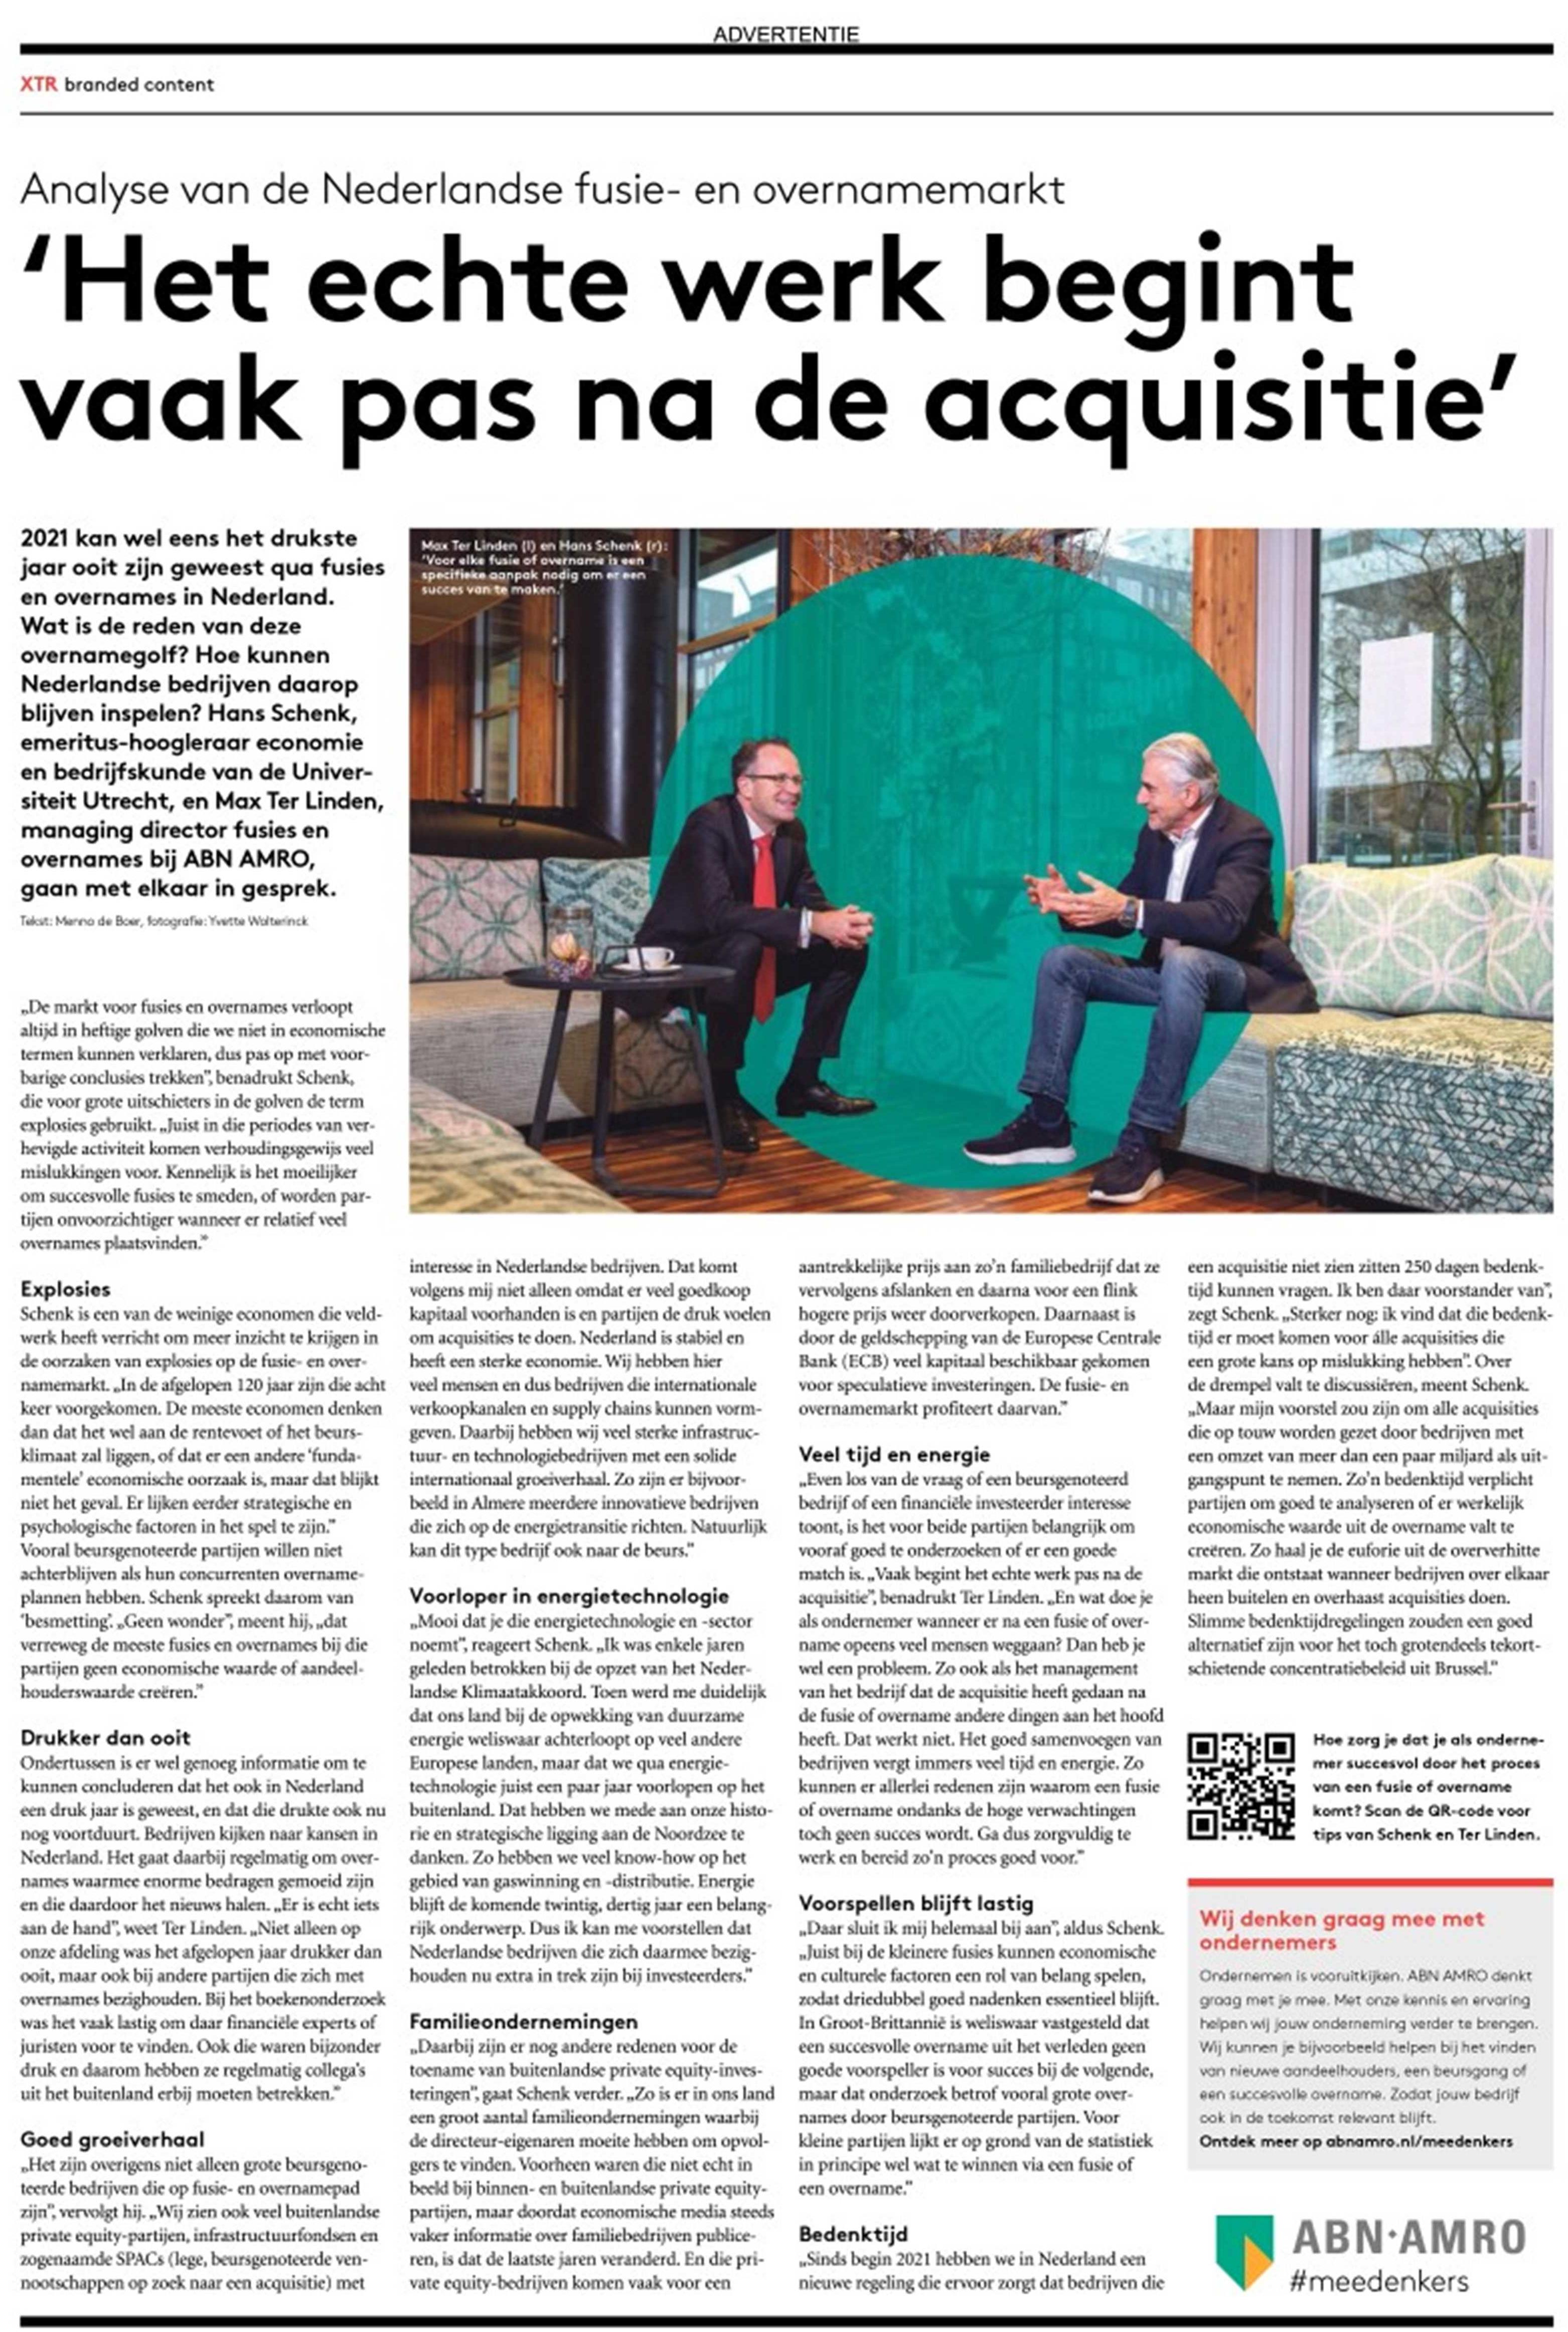 ADVERTENTIE
XTR branded content
Analyse van de Nederlandse fusie- en overnamemarkt
‘Het echte werk begint
vaak pas na de acquisitie’
2021 kan wel eens het drukste
jaar ooit zijn geweest qua fusies
en overnames in Nederland.
Wat is de reden van deze
overnamegolf? Hoe kunnen
Nederlandse bedrijven daarop
blijven inspelen? Hans Schenk,
emeritus-hoogleraar economie
en bedrijfskunde van de Univer-
siteit Utrecht, en Max Ter Linden,
managing director fusies en
overnames bij ABN AMRO,
gaan met elkaar in gesprek.
Tekst: Menno de Boer, fotografie: Yvette Wolterinck
Max Ter Linden (l) en Hans Schenk (r):
‘Voor elke fusie of overname is een
specifieke aanpak nodig om er een
succes van te maken.’
„De markt voor fusies en overnames verloopt
altijd in heftige golven die we niet in economische
termen kunnen verklaren, dus pas op met voor-
barige conclusies trekken”, benadrukt Schenk,
die voor grote uitschieters in de golven de term
explosies gebruikt. „Juist in die periodes van ver-
hevigde activiteit komen verhoudingsgewijs veel
mislukkingen voor. Kennelijk is het moeilijker
om succesvolle fusies te smeden, of worden par-
tijen onvoorzichtiger wanneer er relatief veel
overnames plaatsvinden.”
Explosies
Schenk is een van de weinige economen die veld-
werk heeft verricht om meer inzicht te krijgen in
de oorzaken van explosies op de fusie- en over-
namemarkt. „In de afgelopen 120 jaar zijn die acht
keer voorgekomen. De meeste economen denken
dan dat het wel aan de rentevoet of het beurs-
klimaat zal liggen, of dat er een andere ‘funda-
mentele’ economische oorzaak is, maar dat blijkt
niet het geval. Er lijken eerder strategische en
psychologische factoren in het spel te zijn.”
Vooral beursgenoteerde partijen willen niet
achterblijven als hun concurrenten overname-
plannen hebben. Schenk spreekt daarom van
‘besmetting’. „Geen wonder”, meent hij, „dat
verreweg de meeste fusies en overnames bij die
partijen geen economische waarde of aandeel-
houderswaarde creëren.”
Drukker dan ooit
Ondertussen is er wel genoeg informatie om te
kunnen concluderen dat het ook in Nederland
een druk jaar is geweest, en dat die drukte ook nu
nog voortduurt. Bedrijven kijken naar kansen in
Nederland. Het gaat daarbij regelmatig om over-
names waarmee enorme bedragen gemoeid zijn
en die daardoor het nieuws halen. „Er is echt iets
aan de hand”, weet Ter Linden. „Niet alleen op
onze afdeling was het afgelopen jaar drukker dan
ooit, maar ook bij andere partijen die zich met
overnames bezighouden. Bij het boekenonderzoek
was het vaak lastig om daar financiële experts of
juristen voor te vinden. Ook die waren bijzonder
druk en daarom hebben ze regelmatig collega’s
uit het buitenland erbij moeten betrekken.”
Goed groeiverhaal
„Het zijn overigens niet alleen grote beursgeno-
teerde bedrijven die op fusie- en overnamepad
zijn”, vervolgt hij. „Wij zien ook veel buitenlandse
private equity-partijen, infrastructuurfondsen en
zogenaamde SPACs (lege, beursgenoteerde ven-
nootschappen op zoek naar een acquisitie) met
interesse in Nederlandse bedrijven. Dat komt
volgens mij niet alleen omdat er veel goedkoop
kapitaal voorhanden is en partijen de druk voelen
om acquisities te doen. Nederland is stabiel en
heeft een sterke economie. Wij hebben hier
veel mensen en dus bedrijven die internationale
verkoopkanalen en supply chains kunnen vorm-
geven. Daarbij hebben wij veel sterke infrastruc-
tuur- en technologiebedrijven met een solide
internationaal groeiverhaal. Zo zijn er bijvoor-
beeld in Almere meerdere innovatieve bedrijven
die zich op de energietransitie richten. Natuurlijk
kan dit type bedrijf ook naar de beurs.”
Voorloper in energietechnologie
„Mooi dat je die energietechnologie en -sector
noemt”, reageert Schenk. „Ik was enkele jaren
geleden betrokken bij de opzet van het Neder-
landse Klimaatakkoord. Toen werd me duidelijk
dat ons land bij de opwekking van duurzame
energie weliswaar achterloopt op veel andere
Europese landen, maar dat we qua energie-
technologie juist een paar jaar voorlopen op het
buitenland. Dat hebben we mede aan onze histo-
rie en strategische ligging aan de Noordzee te
danken. Zo hebben we veel know-how op het
gebied van gaswinning en -distributie. Energie
blijft de komende twintig, dertig jaar een belang-
rijk onderwerp. Dus ik kan me voorstellen dat
Nederlandse bedrijven die zich daarmee bezig-
houden nu extra in trek zijn bij investeerders.”
Familieondernemingen
„Daarbij zijn er nog andere redenen voor de
toename van buitenlandse private equity-inves-
teringen”, gaat Schenk verder. „Zo is er in ons land
een groot aantal familieondernemingen waarbij
de directeur-eigenaren moeite hebben om opvol-
gers te vinden. Voorheen waren die niet echt in
beeld bij binnen- en buitenlandse private equity-
partijen, maar doordat economische media steeds
vaker informatie over familiebedrijven publice-
ren, is dat de laatste jaren veranderd. En die pri-
vate equity-bedrijven komen vaak voor een
aantrekkelijke prijs aan zo’n familiebedrijf dat ze
vervolgens afslanken en daarna voor een flink
hogere prijs weer doorverkopen. Daarnaast is
door de geldschepping van de Europese Centrale
Bank (ECB) veel kapitaal beschikbaar gekomen
voor speculatieve investeringen. De fusie- en
overnamemarkt profiteert daarvan.”
Veel tijd en energie
„Even los van de vraag of een beursgenoteerd
bedrijf of een financiële investeerder interesse
toont, is het voor beide partijen belangrijk om
vooraf goed te onderzoeken of er een goede
match is. „Vaak begint het echte werk pas na de
acquisitie”, benadrukt Ter Linden. „En wat doe je
als ondernemer wanneer er na een fusie of over-
name opeens veel mensen weggaan? Dan heb je
wel een probleem. Zo ook als het management
van het bedrijf dat de acquisitie heeft gedaan na
de fusie of overname andere dingen aan het hoofd
heeft. Dat werkt niet. Het goed samenvoegen van
bedrijven vergt immers veel tijd en energie. Zo
kunnen er allerlei redenen zijn waarom een fusie
of overname ondanks de hoge verwachtingen
toch geen succes wordt. Ga dus zorgvuldig te
werk en bereid zo’n proces goed voor.”
Voorspellen blijft lastig
„Daar sluit ik mij helemaal bij aan”, aldus Schenk.
„Juist bij de kleinere fusies kunnen economische
en culturele factoren een rol van belang spelen,
zodat driedubbel goed nadenken essentieel blijft.
In Groot-Brittannië is weliswaar vastgesteld dat
een succesvolle overname uit het verleden geen
goede voorspeller is voor succes bij de volgende,
maar dat onderzoek betrof vooral grote over-
names door beursgenoteerde partijen. Voor
kleine partijen lijkt er op grond van de statistiek
in principe wel wat te winnen via een fusie of
een overname.”
Bedenktijd
„Sinds begin 2021 hebben we in Nederland een
nieuwe regeling die ervoor zorgt dat bedrijven die
een acquisitie niet zien zitten 250 dagen bedenk-
tijd kunnen vragen. Ik ben daar voorstander van”,
zegt Schenk. „Sterker nog: ik vind dat die bedenk-
tijd er moet komen voor álle acquisities die
een grote kans op mislukking hebben”. Over
de drempel valt te discussiëren, meent Schenk.
„Maar mijn voorstel zou zijn om alle acquisities
die op touw worden gezet door bedrijven met
een omzet van meer dan een paar miljard als uit-
gangspunt te nemen. Zo’n bedenktijd verplicht
partijen om goed te analyseren of er werkelijk
economische waarde uit de overname valt te
creëren. Zo haal je de euforie uit de oververhitte
markt die ontstaat wanneer bedrijven over elkaar
heen buitelen en overhaast acquisities doen.
Slimme bedenktijdregelingen zouden een goed
alternatief zijn voor het toch grotendeels tekort-
schietende concentratiebeleid uit Brussel.”
Hoe zorg je dat je als onderne-
mer succesvol door het proces
van een fusie of overname
komt? Scan de QR-code voor
tips van Schenk en Ter Linden.
Wij denken graag mee met
ondernemers
Ondernemen is vooruitkijken. ABN AMRO denkt
graag met je mee. Met onze kennis en ervaring
helpen wij jouw onderneming verder te brengen.
Wij kunnen je bijvoorbeeld helpen bij het vinden
van nieuwe aandeelhouders, een beursgang of
een succesvolle overname. Zodat jouw bedrijf
ook in de toekomst relevant blijft.
Ontdek meer op abnamro.nl/meedenkers
ABN·AMRO
#meedenkers